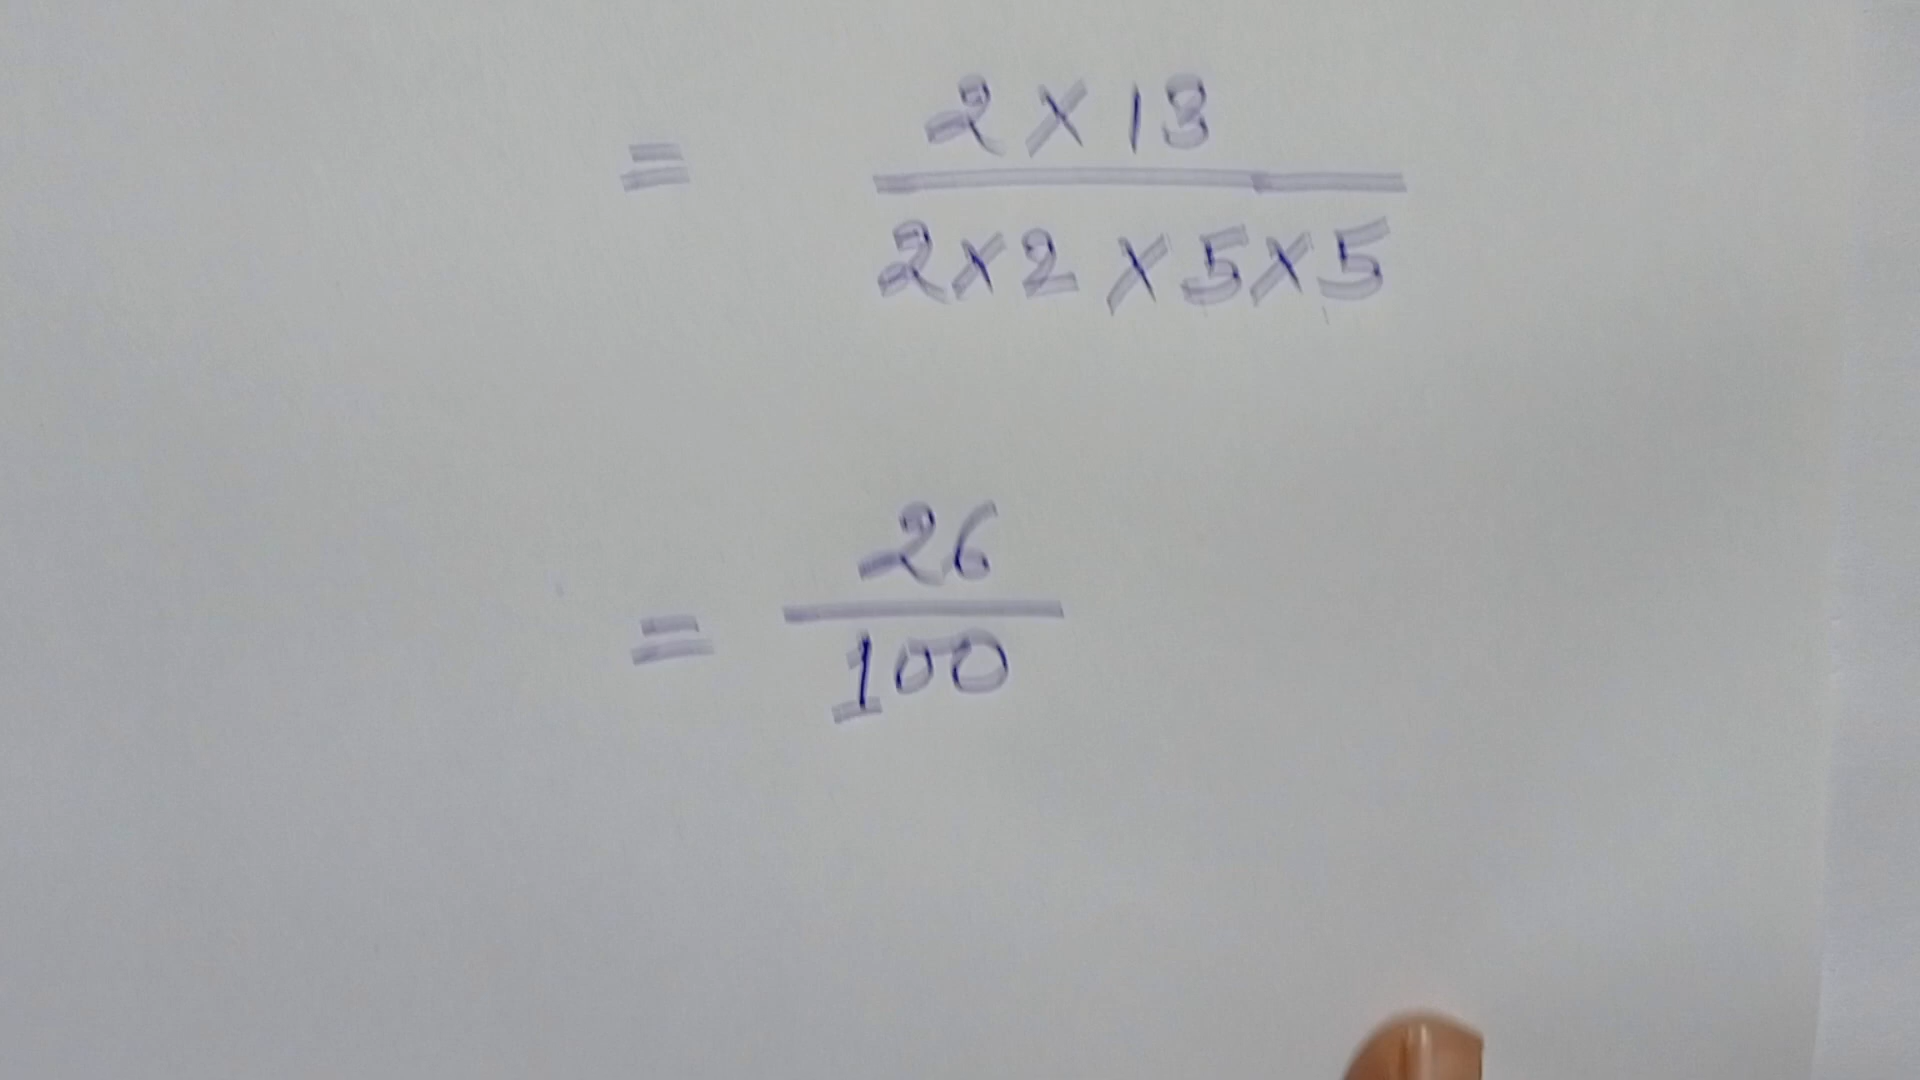 = 2 × 13
2 × 2 × 5 × 5
= 26
100